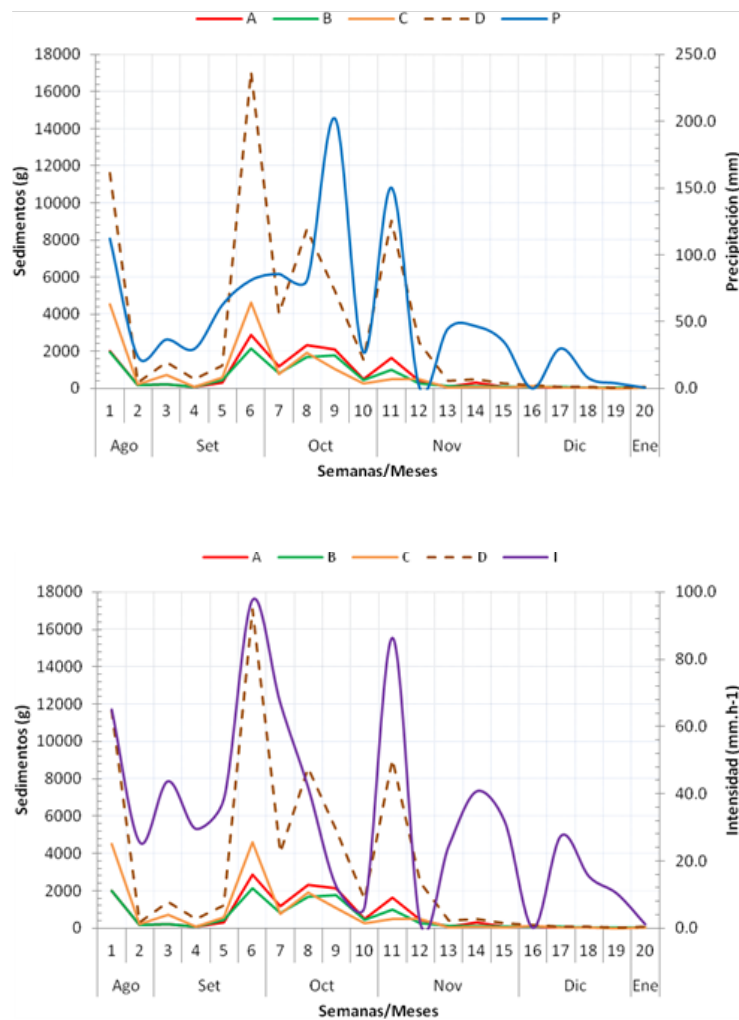 A B C D P
Sedimentos (g)
18000
16000
14000
12000
10000
8000
6000
4000
2000
0
250.0
200.0
150.0
100.0
50.0
0.0
Precipitación (mm)
1 2 3 4 5 6 7 8 9 10 11 12 13 14 15 16 17 18 19 20
Ago Set Oct Nov Dic Ene
Semanas/Meses
A B C D I
Sedimentos (g)
18000
16000
14000
12000
10000
8000
6000
4000
2000
0
100.0
80.0
60.0
40.0
20.0
0.0
Intensidad (mm.h-1)
1 2 3 4 5 6 7 8 9 10 11 12 13 14 15 16 17 18 19 20
Ago Set Oct Nov Dic Ene
Semanas/Meses